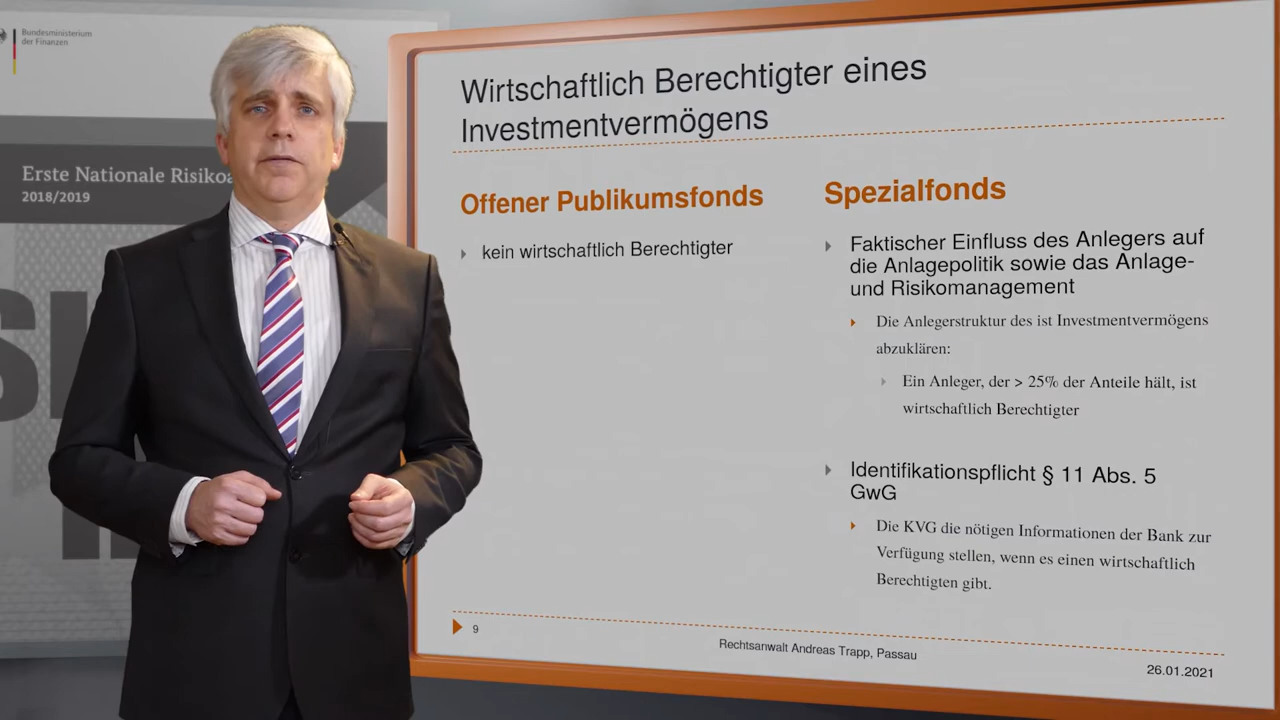 Bundesministerium
der Finanzen
Erste Nationale
2018/2019
Wirtschaftlich Berechtigter eines
Investmentvermögens
Offener Publikumsfonds
kein wirtschaftlich Berechtigter
Spezialfonds
Faktischer Einfluss des Anlegers auf
die Anlagepolitik sowie das Anlage-
und Risikomanagement
Die Anlegerstruktur des ist Investmentvermögens
abzuklären:
Ein Anleger, der > 25% der Anteile hält, ist
wirtschaftlich Berechtigter
Identifikationspflicht § 11 Abs. 5
GwG
Die KVG die nötigen Informationen der Bank zur
Verfügung stellen, wenn es einen wirtschaftlich
Berechtigten gibt.
9
Rechtsanwalt Andreas Trapp, Passau
26.01.2021